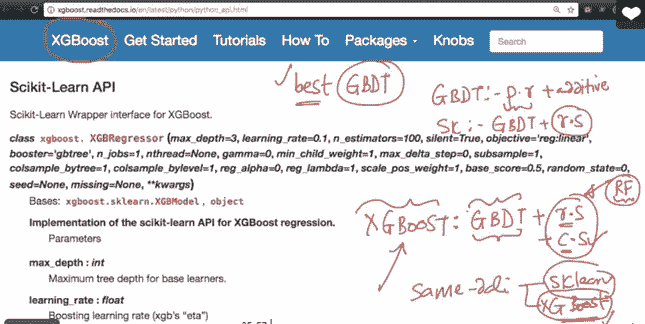 xgboost.readthedocs.io/en/latest/python/python_api.html
XGBoost Get Started Tutorials How To Packages Knobs Search
Scikit-Learn API
✓ best GBDT
GBDT:- p.r + additive
SK:- GBDT + r.S
Scikit-Learn Wrapper interface for XGBoost.
class xgboost. XGBRegressor (max_depth=3, learning_rate=0.1, n_estimators=100, silent=True, objective='reg:linear',
booster='gbtree', n_jobs=1, nthread=None, gamma=0, min_child_weight=1, max_delta_step=0, subsample=1,
colsample_bytree=1, colsample_bylevel=1, reg_alpha=0, reg_lambda=1, scale_pos_weight=1, base_score=0.5, random_state=0,
seed=None, missing=None, **kwargs)
RF
Bases: xgboost.sklearn.XGBModel, object
XGBOOST: GBDT + r.S
+ C.S
Implementation of the scikit-learn API for XGBoost regression.
Parameters
max_depth : int
Maximum tree depth for base learners.
same-
sklearn
XGBOOST
learning_rate : float
Boosting learning rate (xgb's "eta")